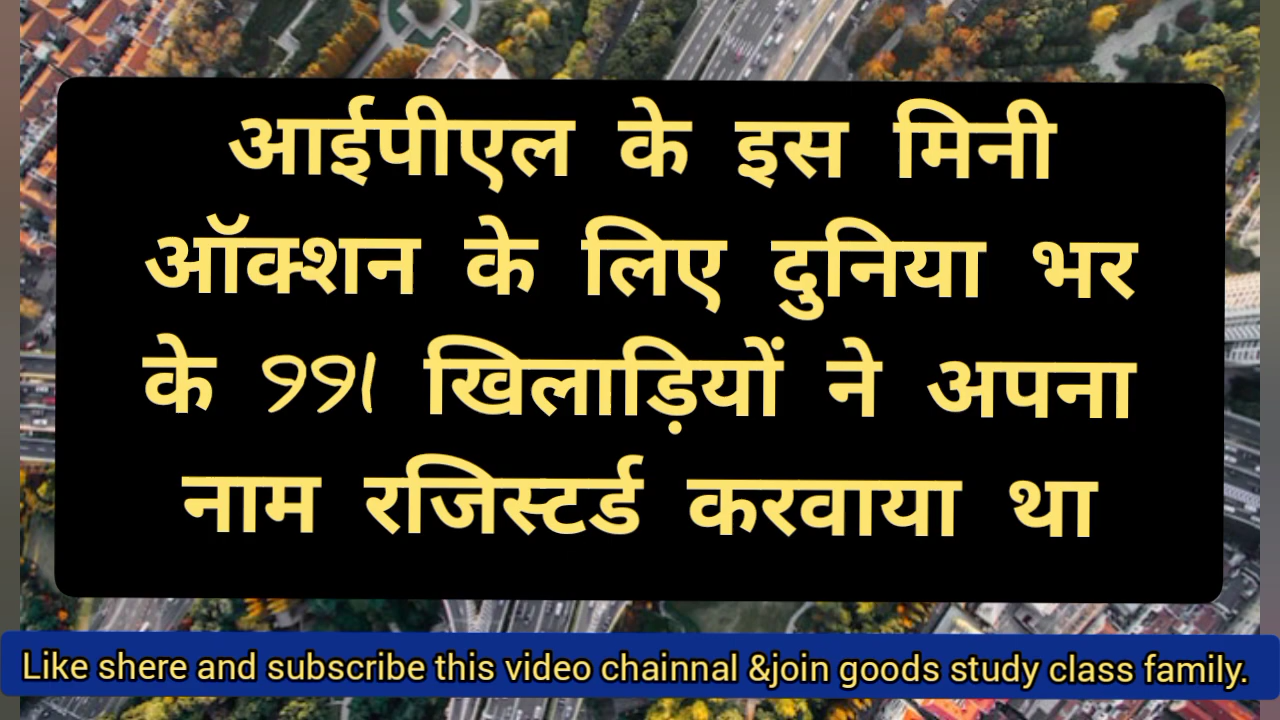 आईपीएल के इस मिनी
ऑक्शन के लिए दुनिया भर
के 991 खिलाड़ियों ने अपना
नाम रजिस्टर्ड करवाया था
Like shere and subscribe this video chainnal &join goods study class family.